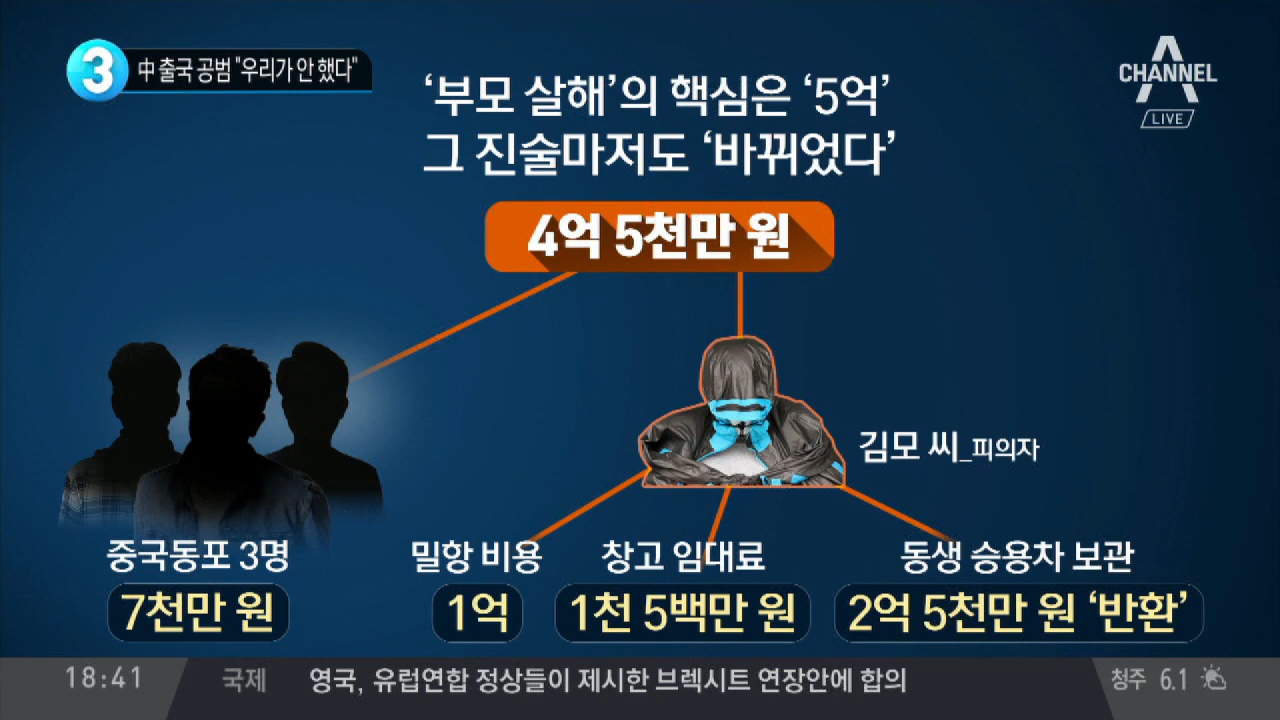 3 中 출국 공범 "우리가 안 했다"
CHANNEL A
LIVE
‘부모 살해’의 핵심은 ‘5억’
그 진술마저도 ‘바뀌었다’
4억 5천만 원
김모 씨_피의자
중국동포 3명
7천만 원
밀항 비용
1억
창고 임대료
1천 5백만 원
동생 승용차 보관
2억 5천만 원 ‘반환’
18:41 국제 영국, 유럽연합 정상들이 제시한 브렉시트 연장안에 합의 청주 6.1